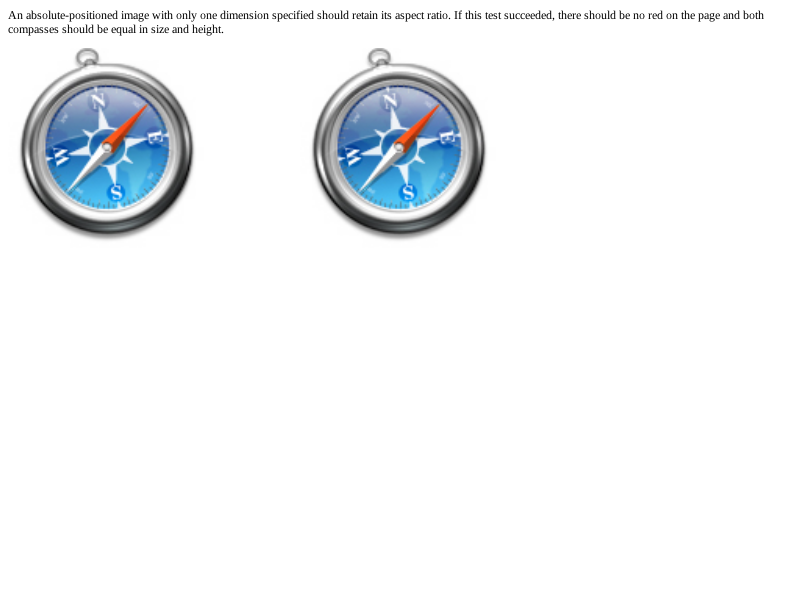 An absolute-positioned image with only one dimension specified should retain its aspect ratio. If this test succeeded, there should be no red on the page and both
compasses should be equal in size and height.
N
E
S
W
N
E
S
W